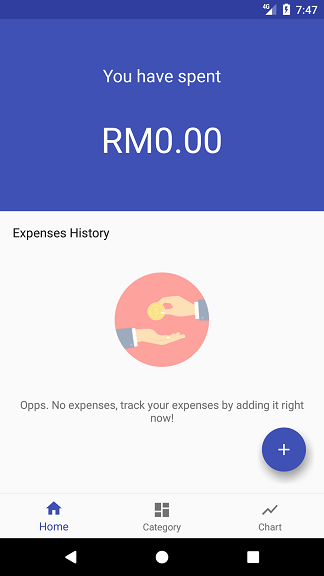 4G 7:47
You have spent
RM0.00
Expenses History
Opps. No expenses, track your expenses by adding it right
now!
+
Home Category Chart